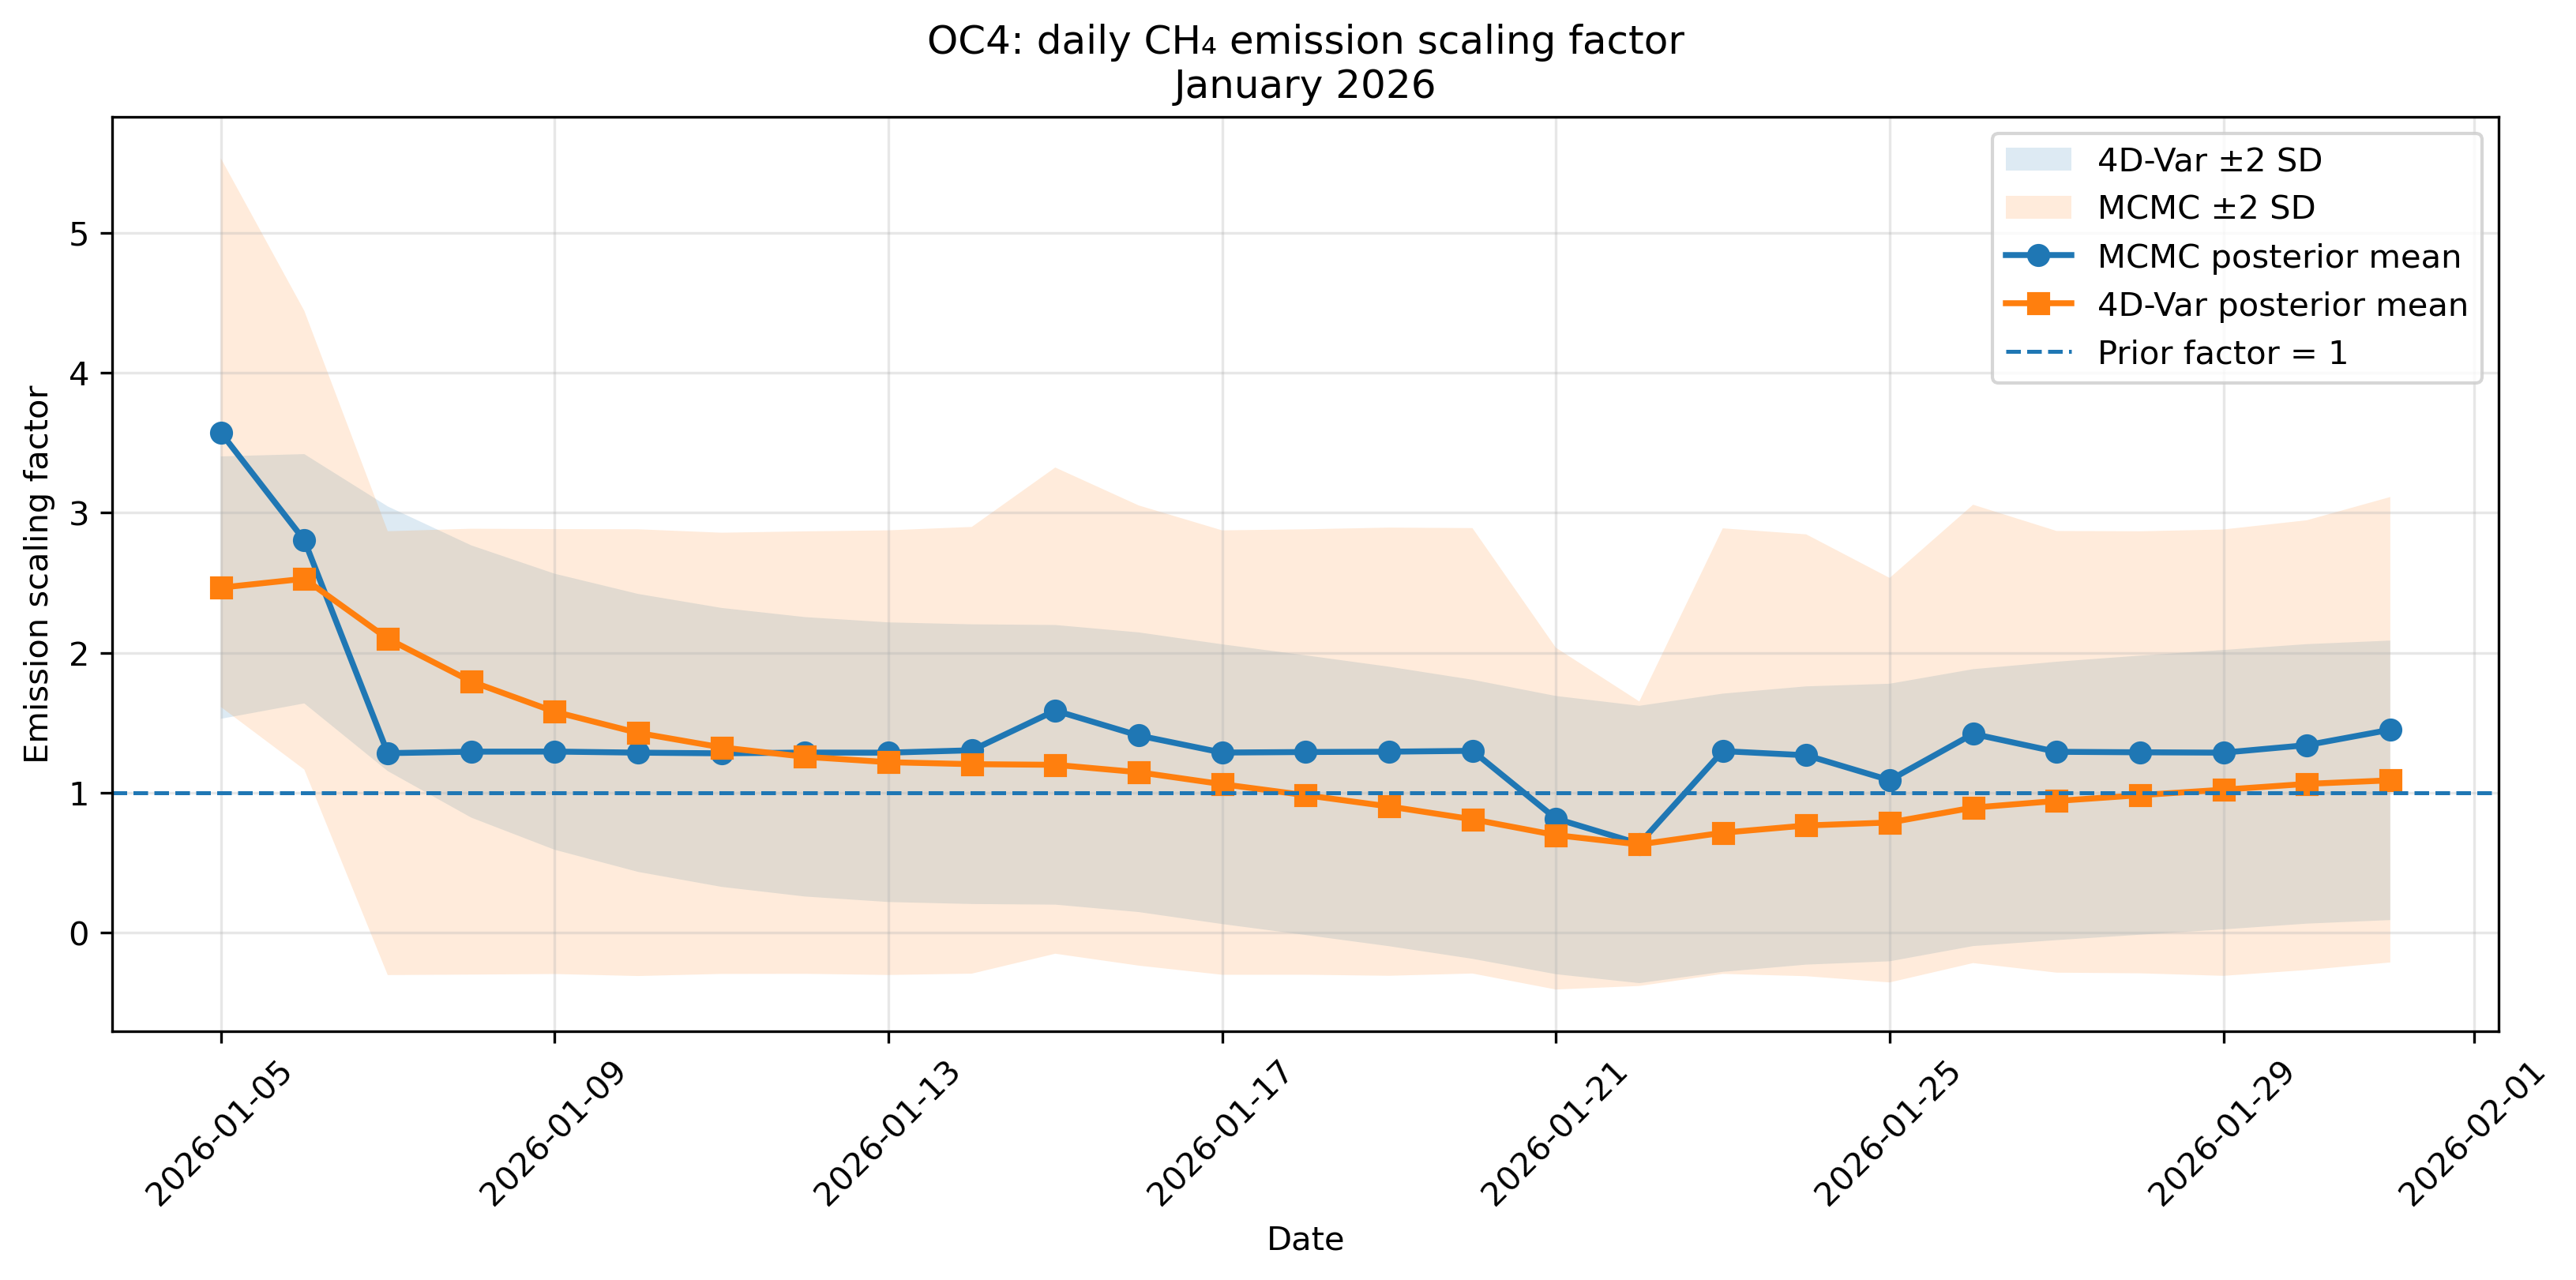 OC4: daily CH₄ emission scaling factor
January 2026
Emission scaling factor
5
4
3
2
1
0
4D-Var ±2 SD
MCMC ±2 SD
MCMC posterior mean
4D-Var posterior mean
Prior factor = 1
2026-01-05
2026-01-09
2026-01-13
2026-01-17
2026-01-21
2026-01-25
2026-01-29
2026-02-01
Date